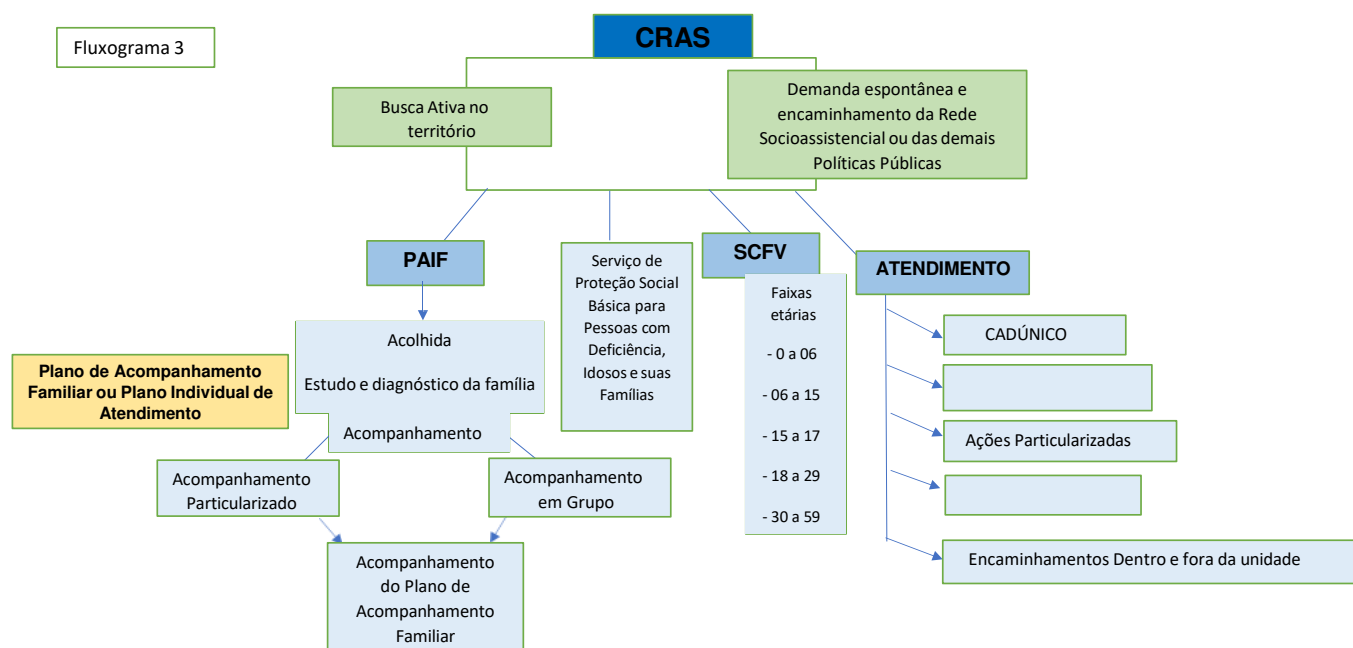 Fluxograma 3
CRAS
Busca Ativa no
território
Demanda espontânea e
encaminhamento da Rede
Socioassistencial ou das demais
Políticas Públicas
PAIF
Serviço de
Proteção Social
Básica para
Pessoas com
Deficiência,
Idosos e suas
Famílias
SCFV
Faixas
etárias
- 0 a 06
- 06 a 15
- 15 a 17
- 18 a 29
- 30 a 59
ATENDIMENTO
CADÚNICO
Ações Particularizadas
Encaminhamentos Dentro e fora da unidade
Acolhida
Estudo e diagnóstico da família
Plano de Acompanhamento
Familiar ou Plano Individual de
Atendimento
Acompanhamento
Acompanhamento
Particularizado
Acompanhamento
em Grupo
Acompanhamento
do Plano de
Acompanhamento
Familiar